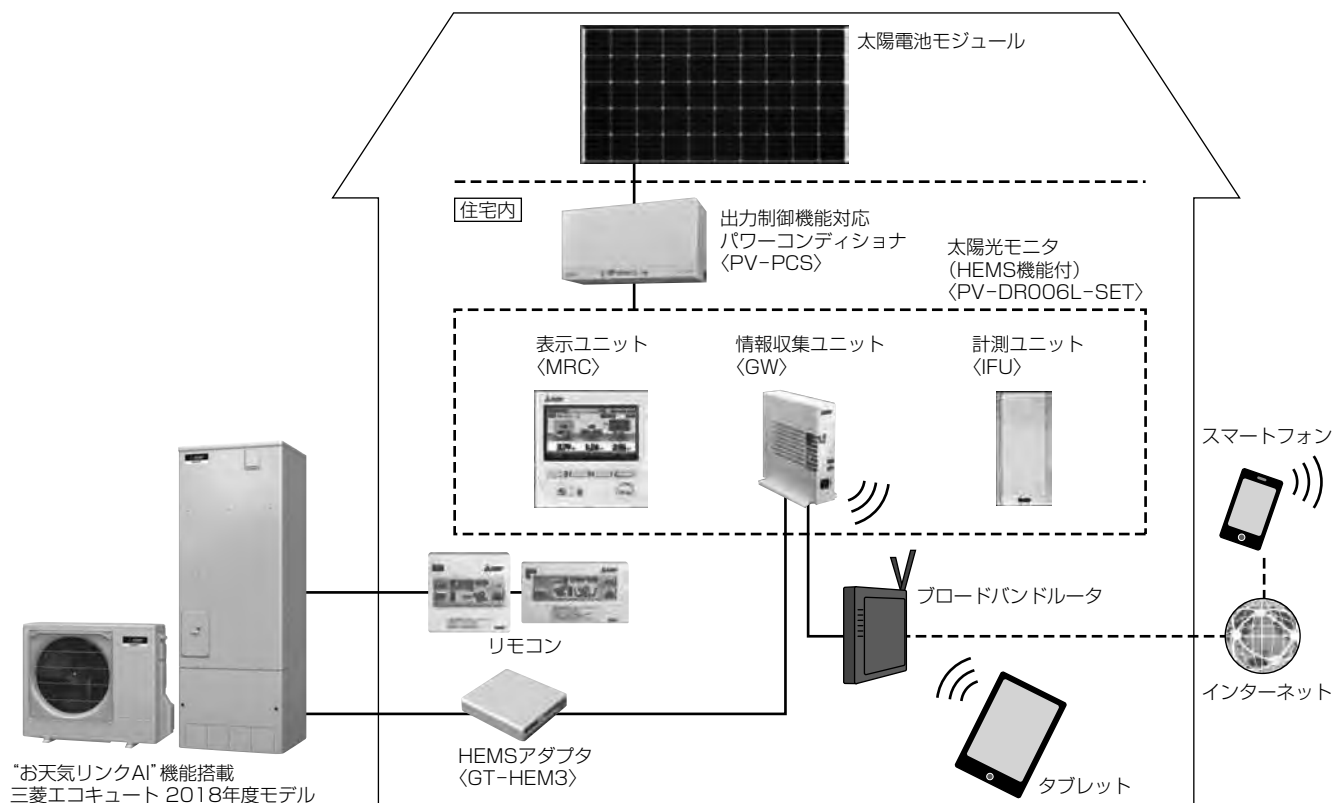 太陽電池モジュール
住宅内
出力制御機能対応
パワーコンディショナ
〈PV-PCS〉
太陽光モニタ
(HEMS機能付)
〈PV-DR006L-SET〉
表示ユニット
〈MRC〉
情報収集ユニット
〈GW〉
計測ユニット
〈IFU〉
スマートフォン
ブロードバンドルータ
リモコン
インターネット
HEMSアダプタ
〈GT-HEM3〉
タブレット
“お天気リンクAI”機能搭載
三菱エコキュート 2018年度モデル